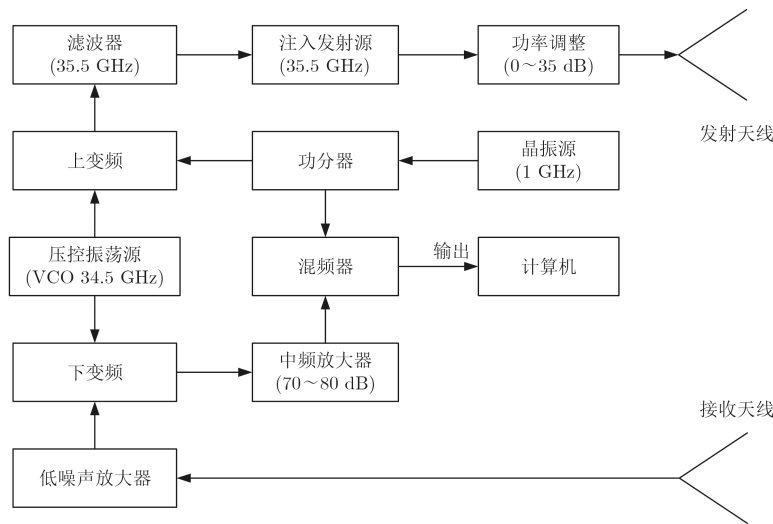 滤波器
(35.5 GHz)
注入发射源
(35.5 GHz)
功率调整
(0～35 dB)
发射天线
上变频
功分器
晶振源
(1 GHz)
压控振荡源
(VCO 34.5 GHz)
混频器
输出
计算机
下变频
中频放大器
(70～80 dB)
接收天线
低噪声放大器